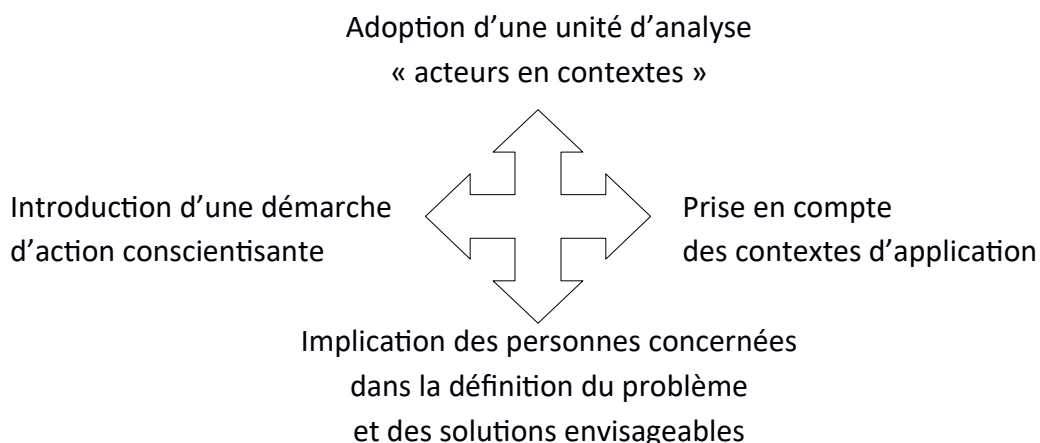 Adoption d’une unité d’analyse
« acteurs en contextes »
Introduction d’une démarche
d’action conscientisante
Prise en compte
des contextes d’application
Implication des personnes concernées
dans la définition du problème
et des solutions envisageables